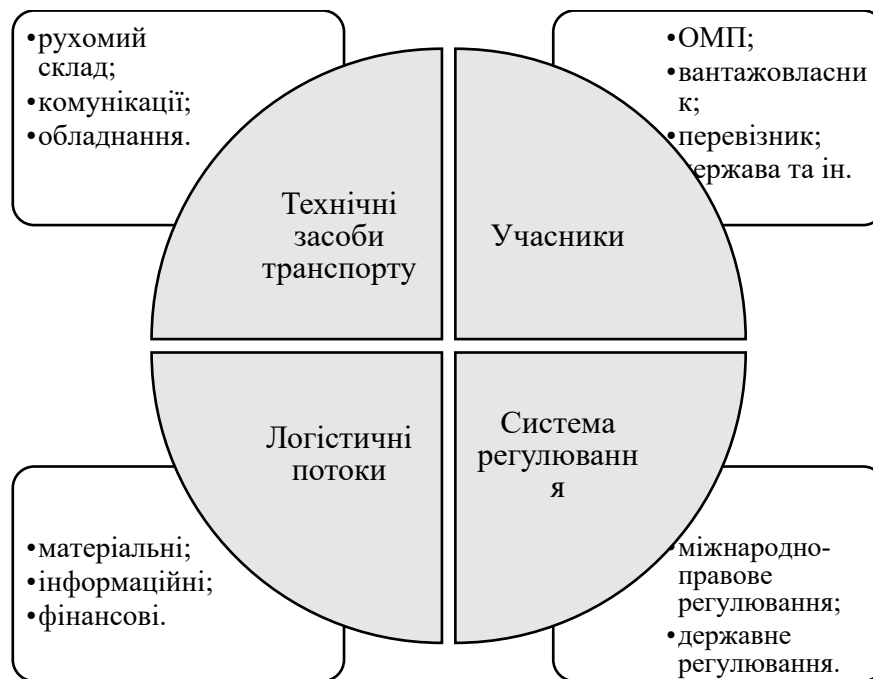 •рухомий
склад;
•комунікації;
•обладнання.
•ОМП;
•вантажовласни
к;
•перевізник;
держава та ін.
Технічні
засоби
транспорту
Учасники
Логістичні
потоки
Система
регулюванн
я
•матеріальні;
•інформаційні;
•фінансові.
•міжнародно-
правове
регулювання;
•державне
регулювання.